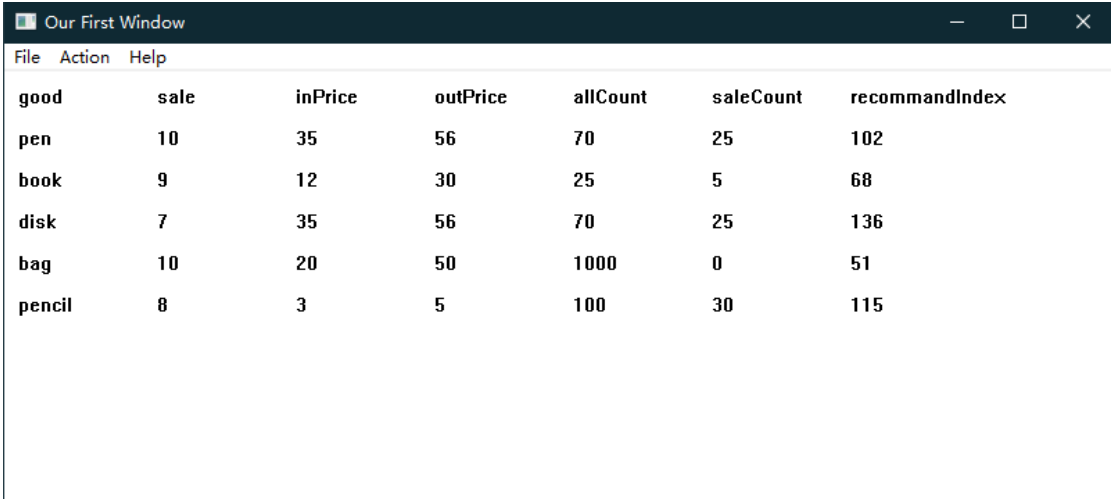 Our First Window
File Action Help
good sale inPrice outPrice allCount saleCount recommandIndex
pen 10 35 56 70 25 102
book 9 12 30 25 5 68
disk 7 35 56 70 25 136
bag 10 20 50 1000 0 51
pencil 8 3 5 100 30 115